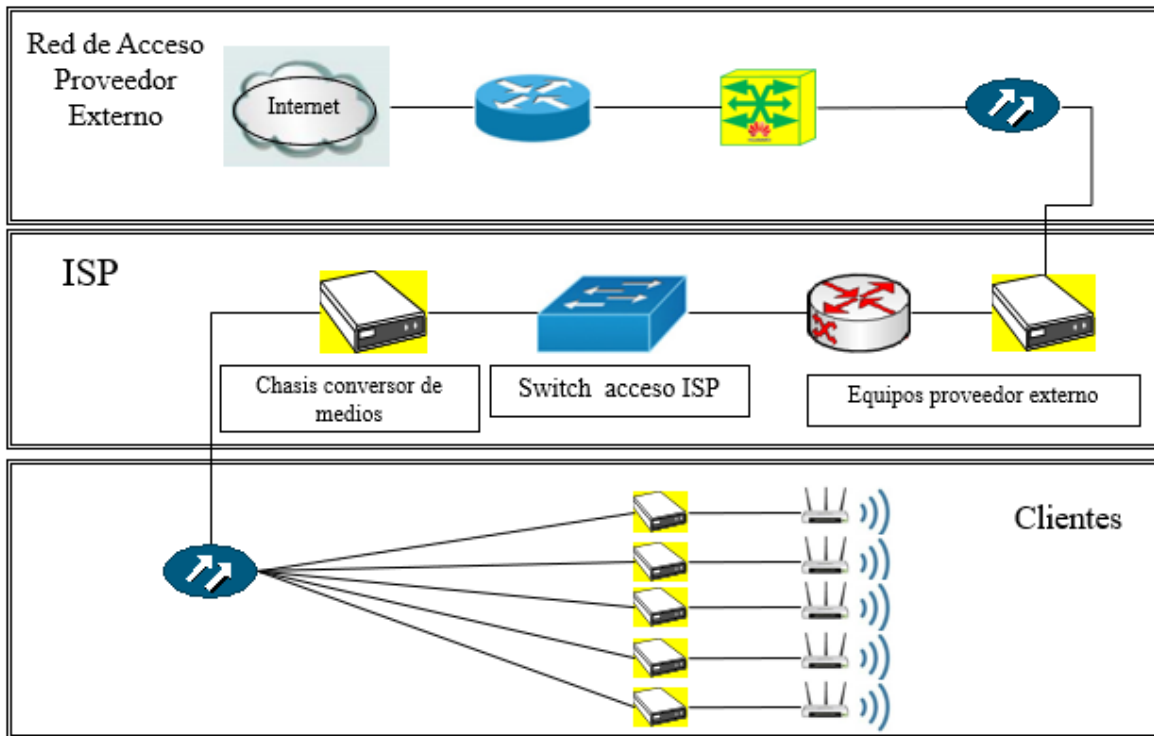 Red de Acceso
Proveedor
Externo
Internet
ISP
Chasis conversor de
medios
Switch acceso ISP
Equipos proveedor externo
Clientes